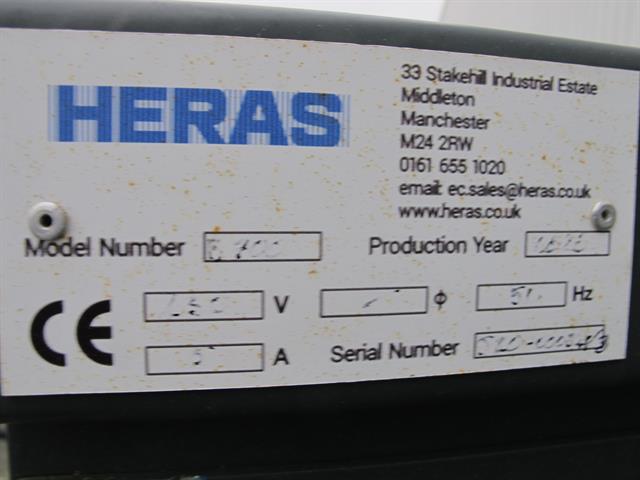 HERAS
33 Stakehill Industrial Estate
Middleton
Manchester
M24 2RW
0161 655 1020
email: ec.sales@heras.co.uk
www.heras.co.uk
Model Number
Production Year
CE
V
ф
Hz
A
Serial Number